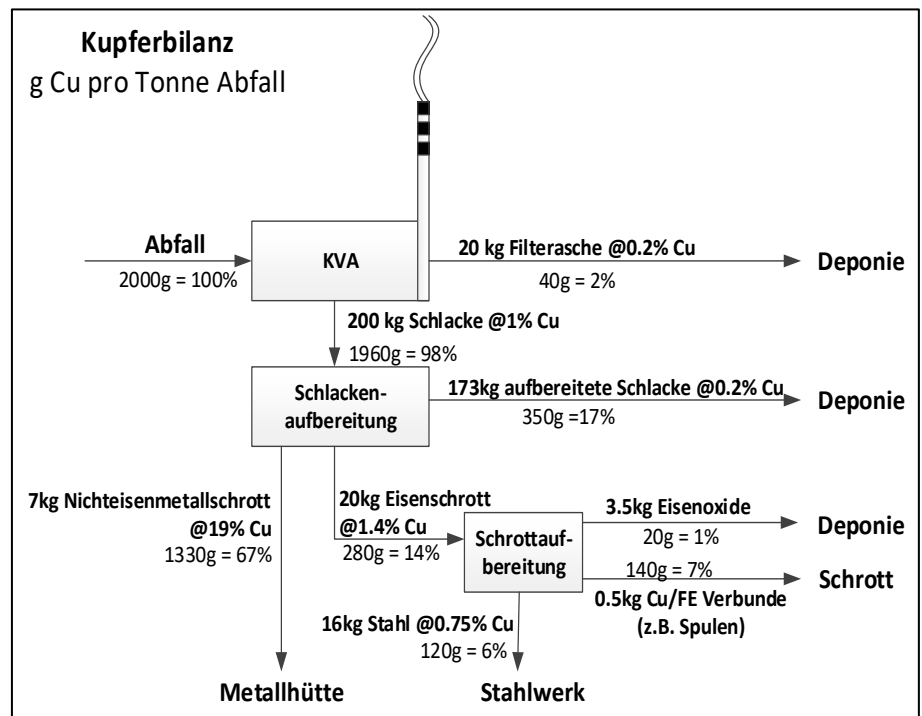 Kupferbilanz
g Cu pro Tonne Abfall
Abfall
2000g = 100%
KVA
20 kg Filterasche @0.2% Cu
40g = 2%
Deponie
200 kg Schlacke @1% Cu
1960g = 98%
Schlacken-
aufbereitung
173kg aufbereitete Schlacke @0.2% Cu
350g =17%
Deponie
7kg Nichteisenmetallschrott
@19% Cu
1330g = 67%
20kg Eisenschrott
@1.4% Cu
280g = 14%
Schrottauf-
bereitung
3.5kg Eisenoxide
20g = 1%
Deponie
140g = 7%
0.5kg Cu/FE Verbunde
(z.B. Spulen)
Schrott
16kg Stahl @0.75% Cu
120g = 6%
Metallhütte
Stahlwerk